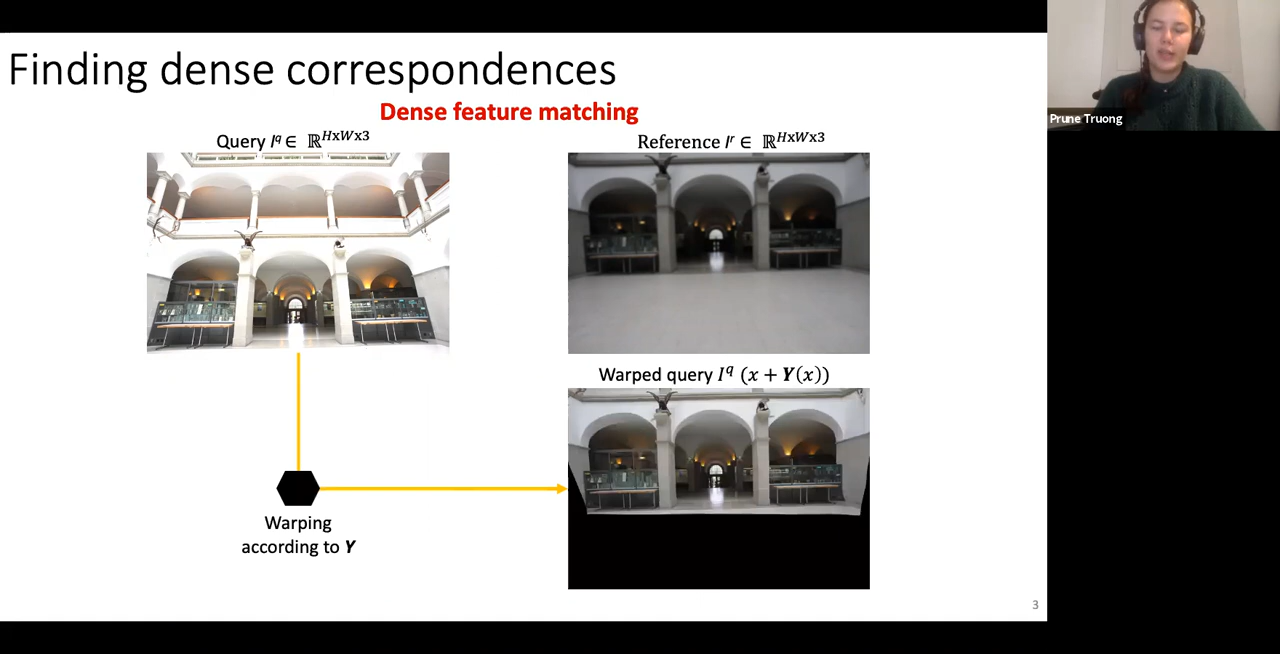 Finding dense correspondences
Dense feature matching
Query I^q ∈ ℝ^HxWx3
Reference I^r ∈ ℝ^HxWx3
Warped query I^q (x + Y(x))
Warping
according to Y
3
Prune Truong